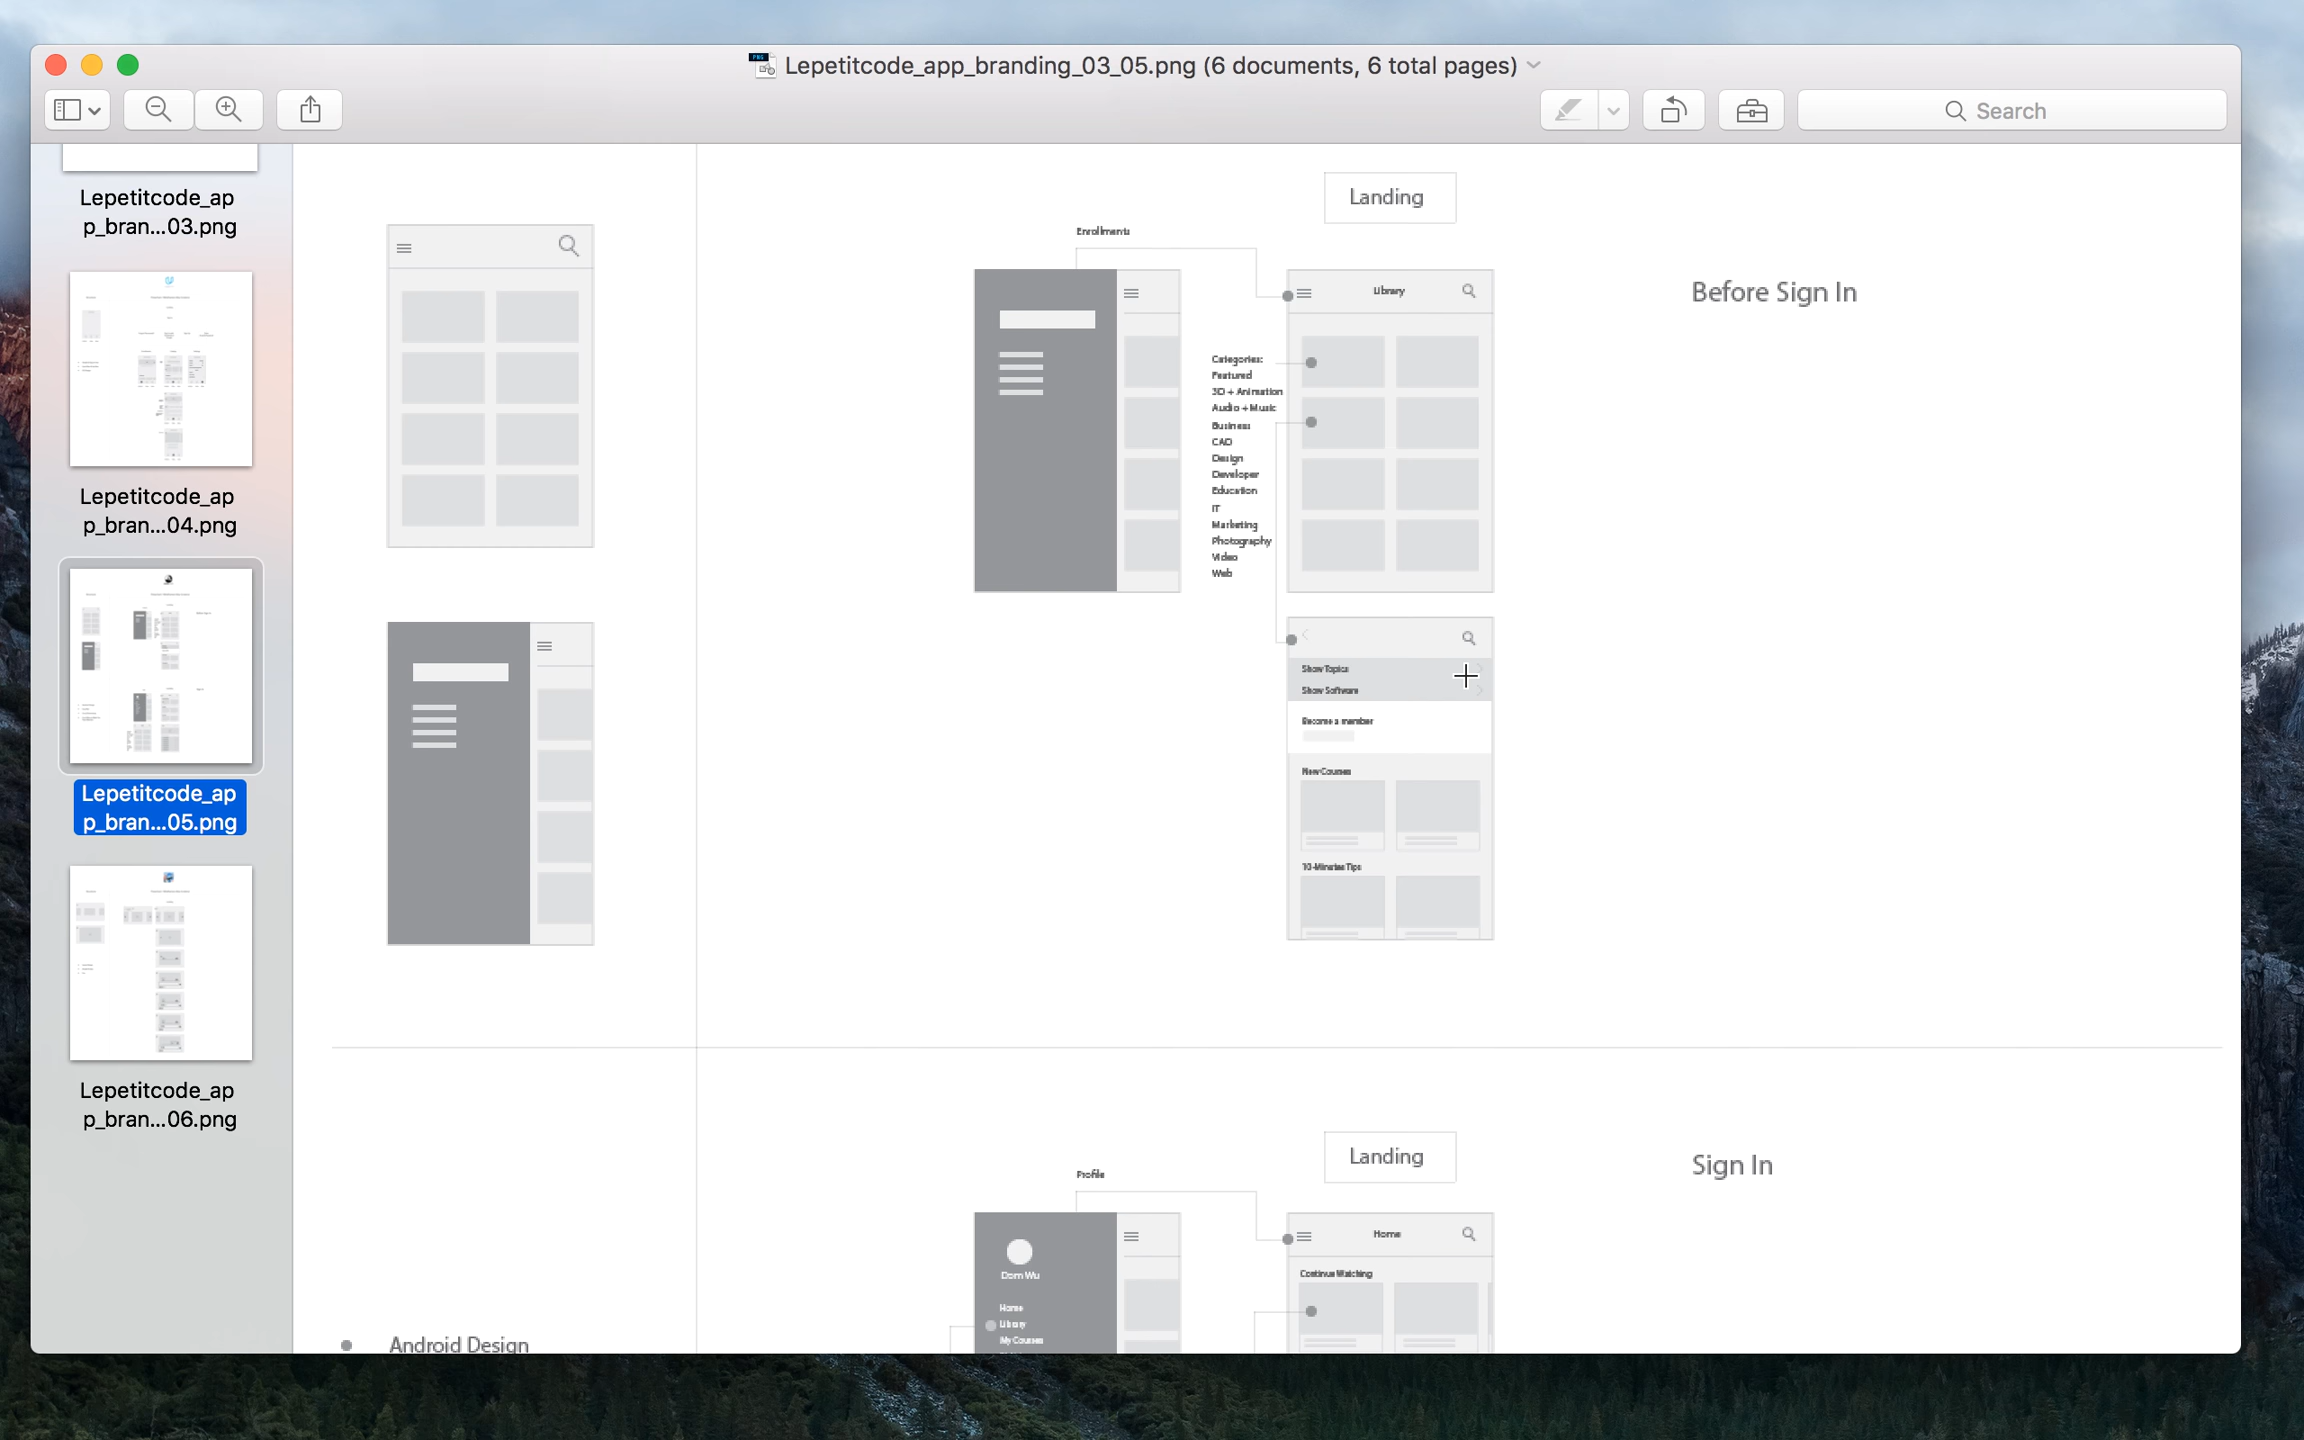 Lepetitcode_app_branding_03_05.png (6 documents, 6 total pages)
Search
Lepetitcode_ap
p_bran...03.png
Lepetitcode_ap
p_bran...04.png
Lepetitcode_ap
p_bran...05.png
Lepetitcode_ap
p_bran...06.png
Landing
Enrollments
Library
Before Sign In
Categories:
Featured
3D + Animation
Audio + Music
Business
CAD
Design
Developer
Education
IT
Marketing
Photography
Video
Web
Show Topics
Show Software
Become a member
New Courses
10-Minutes Tips
Landing
Sign In
Profile
Home
Dom Wu
Continue Watching
Home
Library
My Courses
Android Design